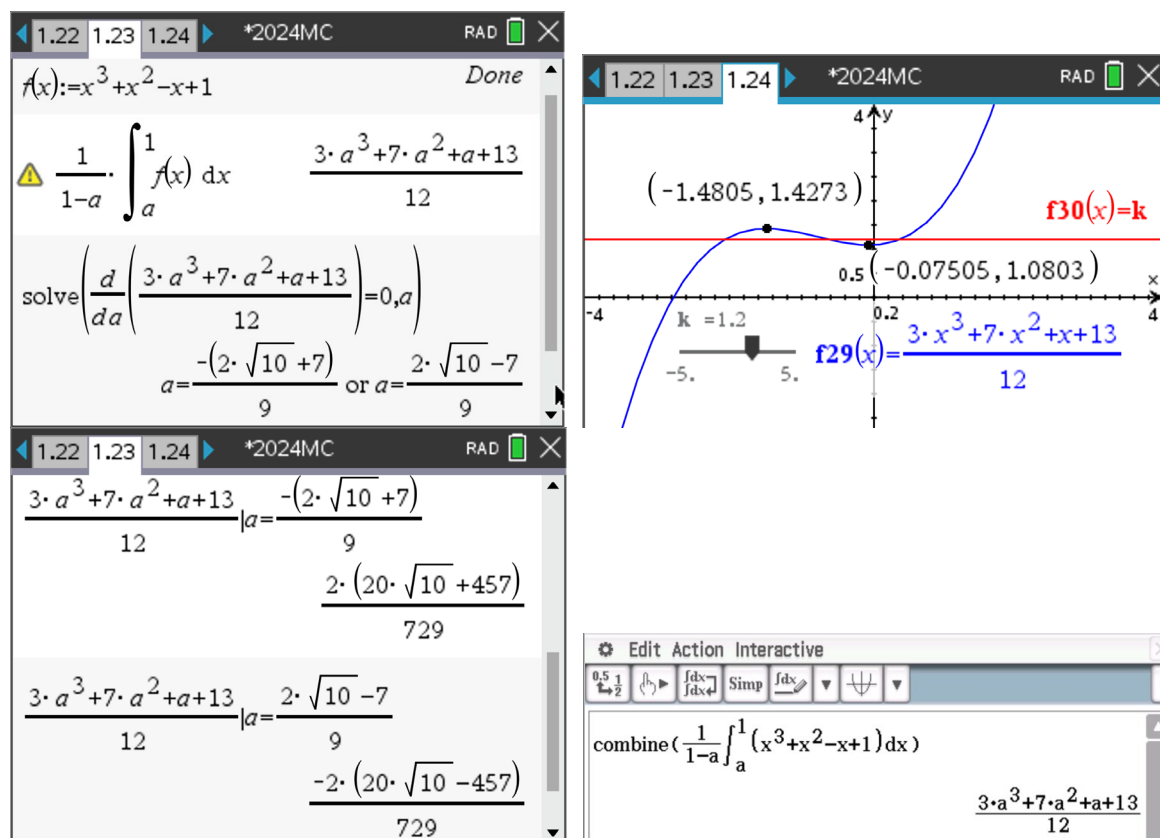 1.22 1.23 1.24 *2024MC RAD
f(x):=x^3+x^2-x+1 Done
1/(1-a)·∫_a^1 f(x) dx (3·a^3+7·a^2+a+13)/12
solve(d/da((3·a^3+7·a^2+a+13)/12)=0,a)
a=-(2·√10+7)/9 or a=(2·√10-7)/9
1.22 1.23 1.24 *2024MC RAD
4 y
(-1.4805,1.4273)
f30(x)=k
0.5 (-0.07505,1.0803) x
-4 0.2 4
k =1.2
f29(x)=(3·x^3+7·x^2+x+13)/12
-5. 5.
1.22 1.23 1.24 *2024MC RAD
(3·a^3+7·a^2+a+13)/12|a=-(2·√10+7)/9
2·(20·√10+457)/729
(3·a^3+7·a^2+a+13)/12|a=(2·√10-7)/9
-2·(20·√10-457)/729
Edit Action Interactive
0.5 1/2 ∫dx ∫dx Simp ∫dx
combine(1/(1-a)∫_a^1(x^3+x^2-x+1)dx)
(3·a^3+7·a^2+a+13)/12